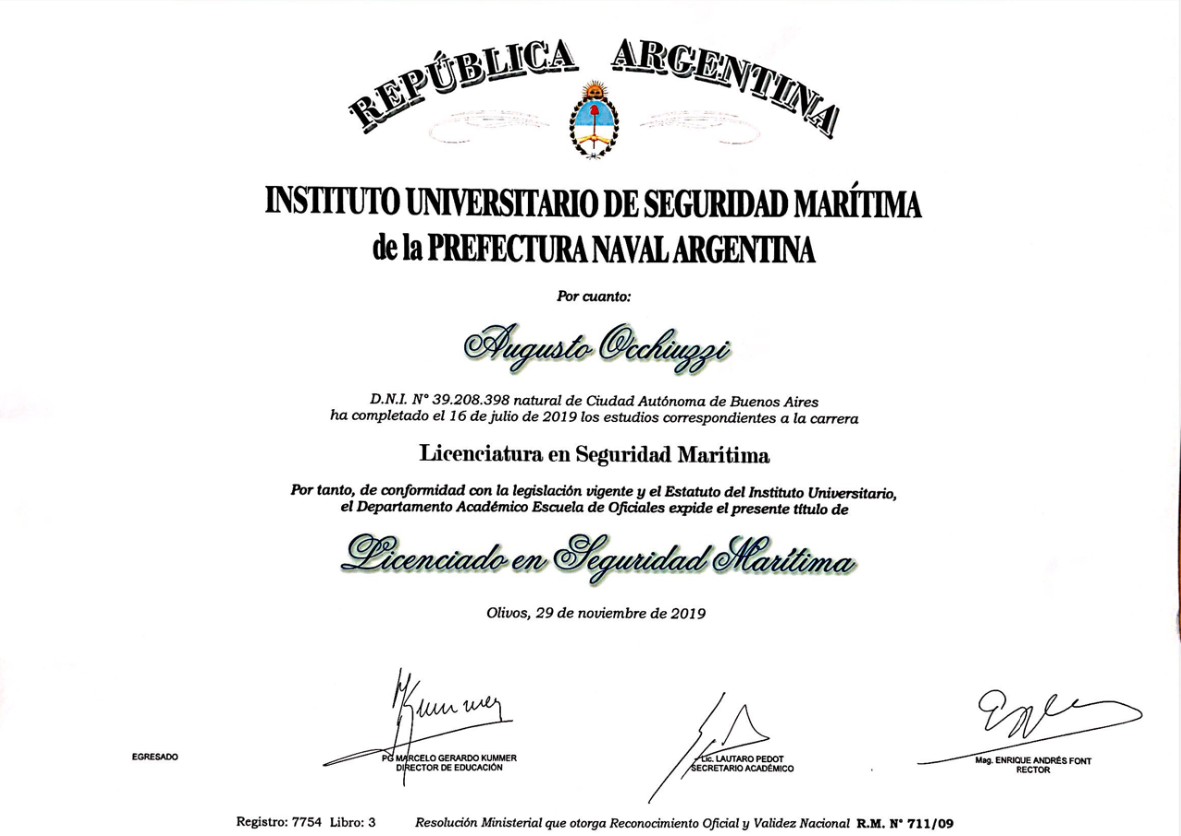 REPÚBLICA ARGENTINA
INSTITUTO UNIVERSITARIO DE SEGURIDAD MARÍTIMA
de la PREFECTURA NAVAL ARGENTINA
Por cuanto:
Augusto Occhiuzzi
D.N.I. N° 39.208.398 natural de Ciudad Autónoma de Buenos Aires
ha completado el 16 de julio de 2019 los estudios correspondientes a la carrera
Licenciatura en Seguridad Marítima
Por tanto, de conformidad con la legislación vigente y el Estatuto del Instituto Universitario,
el Departamento Académico Escuela de Oficiales expide el presente título de
Licenciado en Seguridad Marítima
Olivos, 29 de noviembre de 2019
Kummer
EGRESADO
PG MARCELO GERARDO KUMMER
DIRECTOR DE EDUCACIÓN
Lic. LAUTARO PEDOT
SECRETARIO ACADÉMICO
Mag. ENRIQUE ANDRÉS FONT
RECTOR
Registro: 7754 Libro: 3 Resolución Ministerial que otorga Reconocimiento Oficial y Validez Nacional R.M. N° 711/09